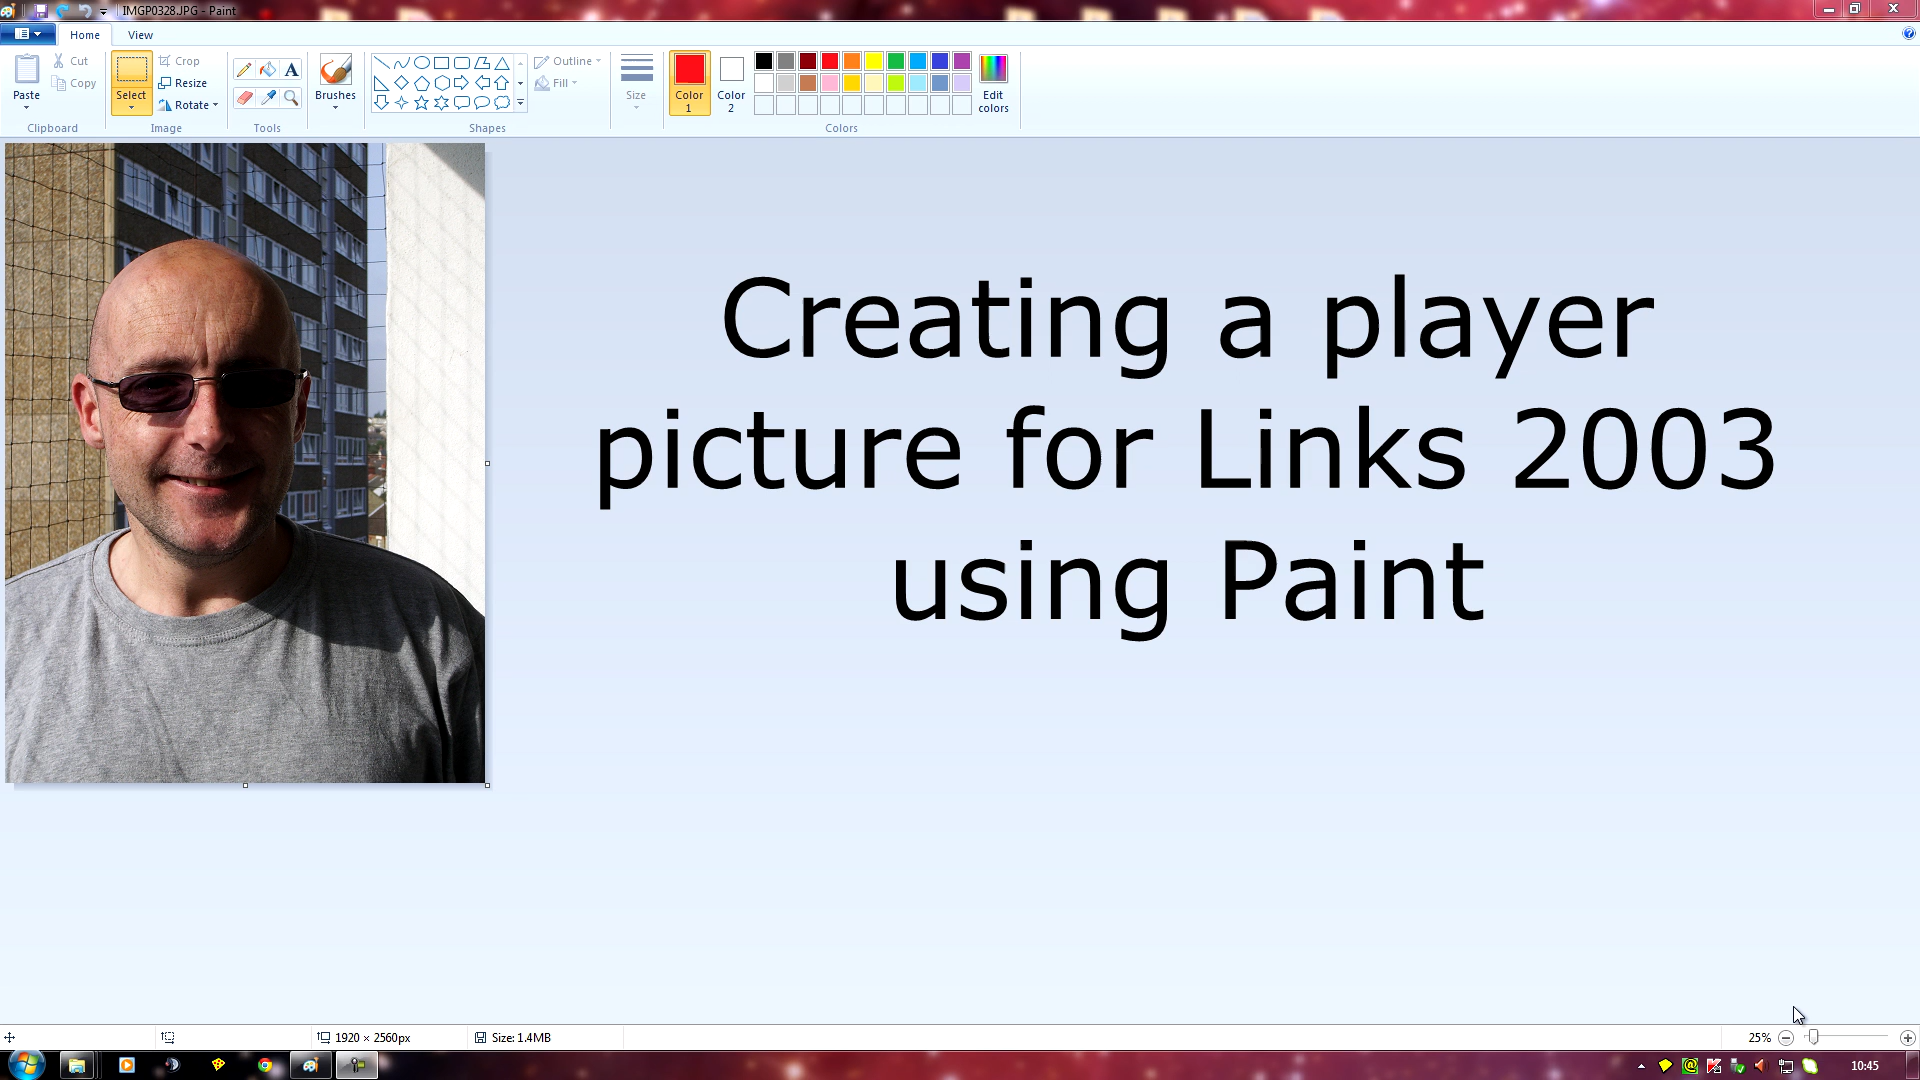 IMGP0328.JPG - Paint
Home View
Paste
Cut
Copy
Clipboard
Select
Crop
Resize
Rotate
Image
Tools
Brushes
Shapes
Outline
Fill
Size
Color
1
Color
2
Edit
colors
Colors
Creating a player
picture for Links 2003
using Paint
1920 × 2560px
Size: 1.4MB
25%
10:45